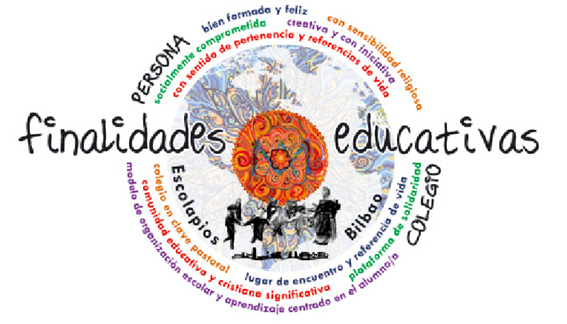 PERSONA
bien formada y feliz
con sensibilidad religiosa
socialmente comprometida
creativa y con iniciativa
con sentido de pertenencia y referencias de vida
finalidades educativas
Escolapios
Bilbao
COLEGIO
colegio en clave pastoral
lugar de encuentro y referencia de vida
plataforma de solidaridad
comunidad educativa y cristiana significativa
modelo de organización escolar y aprendizaje centrado en el alumno/a